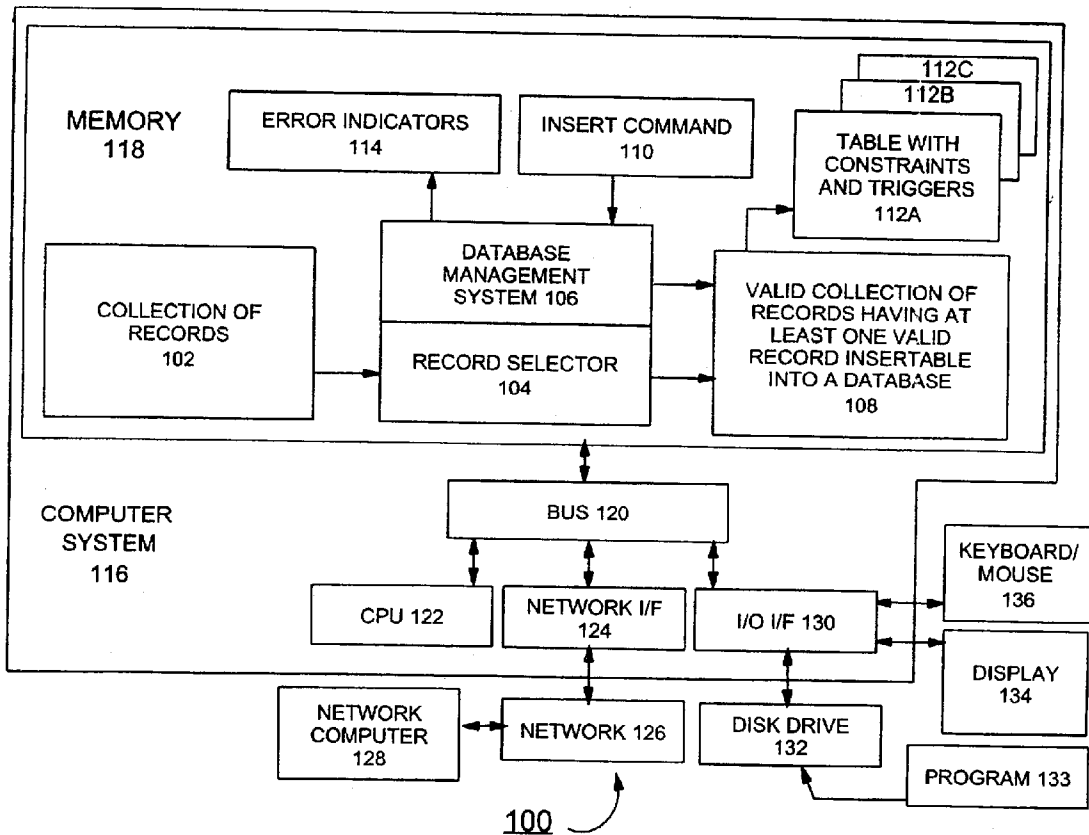 112C
112B
MEMORY
118
ERROR INDICATORS
114
INSERT COMMAND
110
TABLE WITH
CONSTRAINTS
AND TRIGGERS
112A
COLLECTION OF
RECORDS
102
DATABASE
MANAGEMENT
SYSTEM 106
RECORD SELECTOR
104
VALID COLLECTION OF
RECORDS HAVING AT
LEAST ONE VALID
RECORD INSERTABLE
INTO A DATABASE
108
COMPUTER
SYSTEM
116
BUS 120
CPU 122
NETWORK I/F
124
I/O I/F 130
KEYBOARD/
MOUSE
136
DISPLAY
134
NETWORK
COMPUTER
128
NETWORK 126
DISK DRIVE
132
PROGRAM 133
100